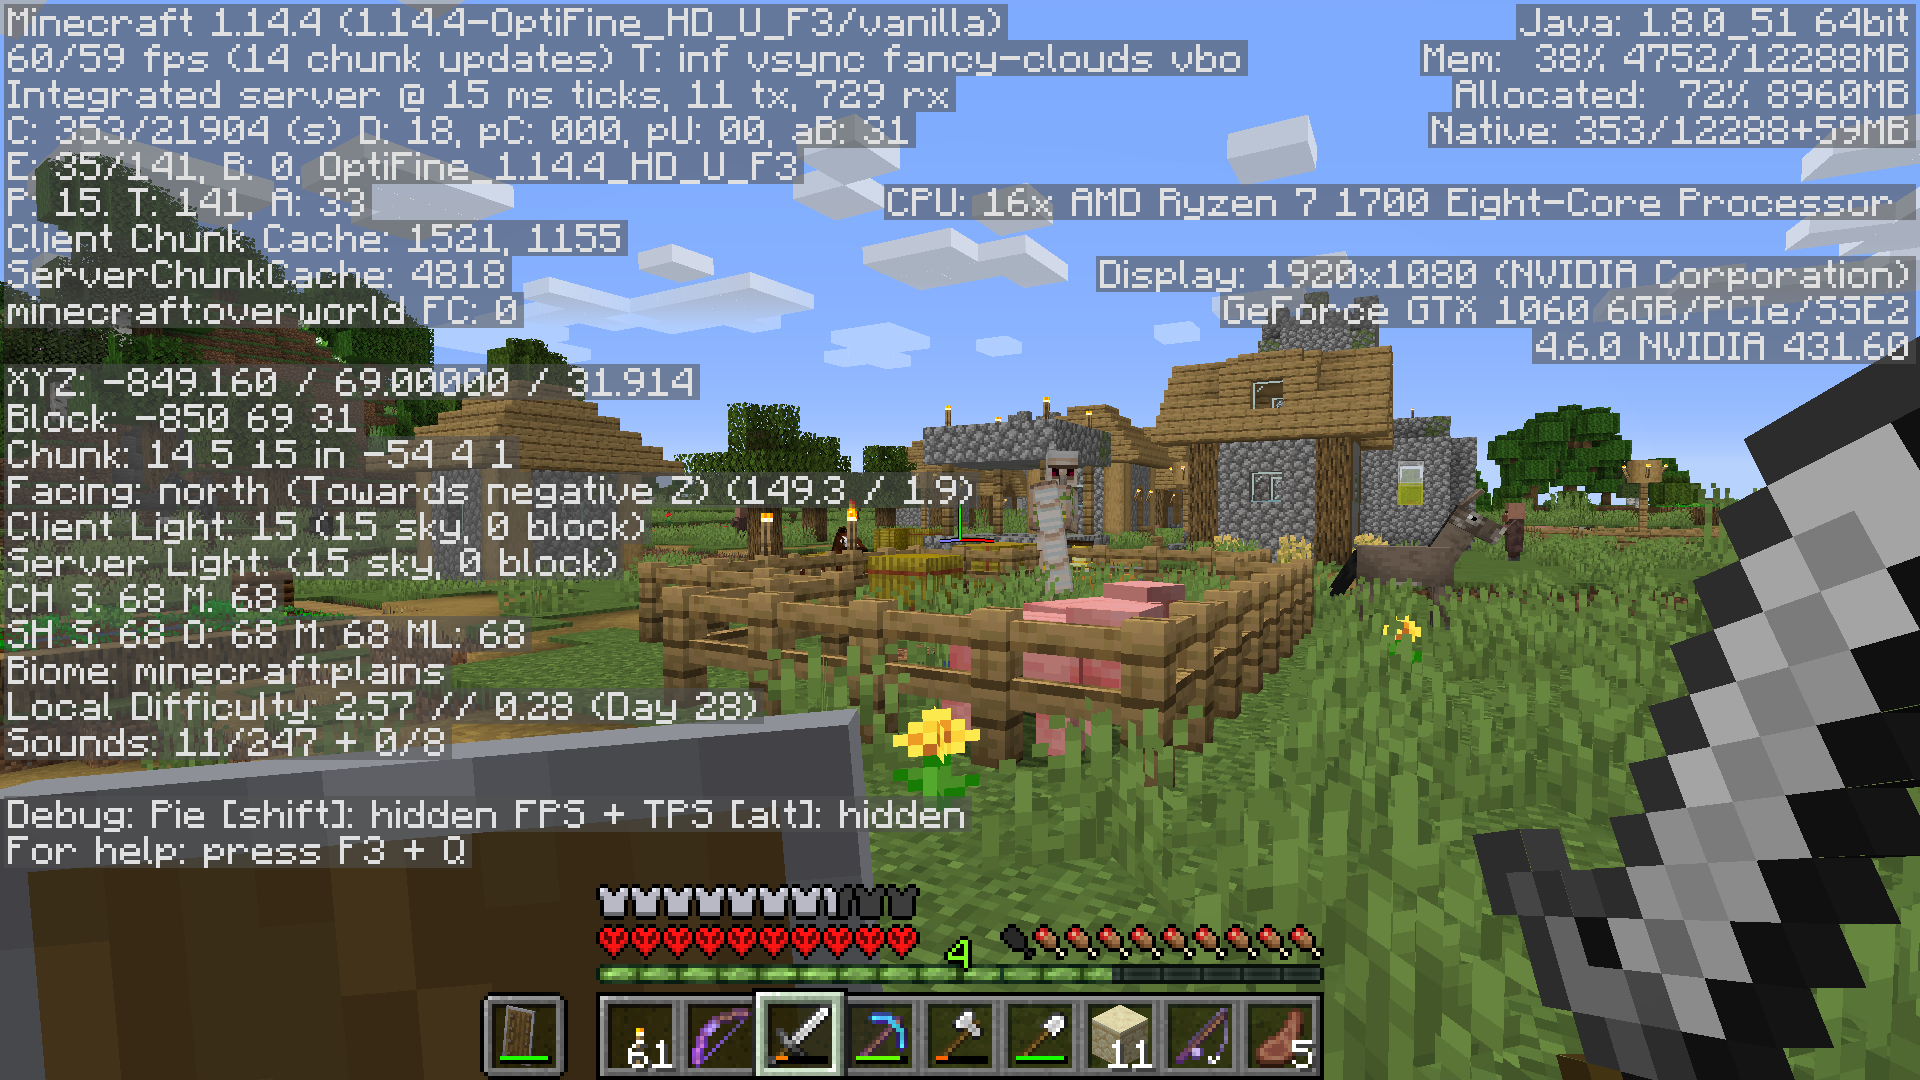 Minecraft 1.14.4 (1.14.4-OptiFine_HD_U_F3/vanilla)
60/59 fps (14 chunk updates) T: inf vsync fancy-clouds vbo
Integrated server @ 15 ms ticks, 11 tx, 729 rx
C: 353/21904 (s) D: 18, pC: 000, pU: 00, aB: 31
E: 35/141, B: 0, OptiFine_1.14.4_HD_U_F3
P: 15. T: 141, A: 33
Client Chunk Cache: 1521, 1155
ServerChunkCache: 4818
minecraft:overworld FC: 0
XYZ: -849.160 / 69.00000 / 31.914
Block: -850 69 31
Chunk: 14 5 15 in -54 4 1
Facing: north (Towards negative Z) (149.3 / 1.9)
Client Light: 15 (15 sky, 0 block)
Server Light: (15 sky, 0 block)
CH S: 68 M: 68
SH S: 68 O: 68 M: 68 ML: 68
Biome: minecraft:plains
Local Difficulty: 2.57 // 0.28 (Day 28)
Sounds: 11/247 + 0/8
Debug: Pie [shift]: hidden FPS + TPS [alt]: hidden
For help: press F3 + Q
Java: 1.8.0_51 64bit
Mem: 38% 4752/12288MB
Allocated: 72% 8960MB
Native: 353/12288+59MB
CPU: 16x AMD Ryzen 7 1700 Eight-Core Processor
Display: 1920x1080 (NVIDIA Corporation)
GeForce GTX 1060 6GB/PCIe/SSE2
4.6.0 NVIDIA 431.60
4
61
11
5